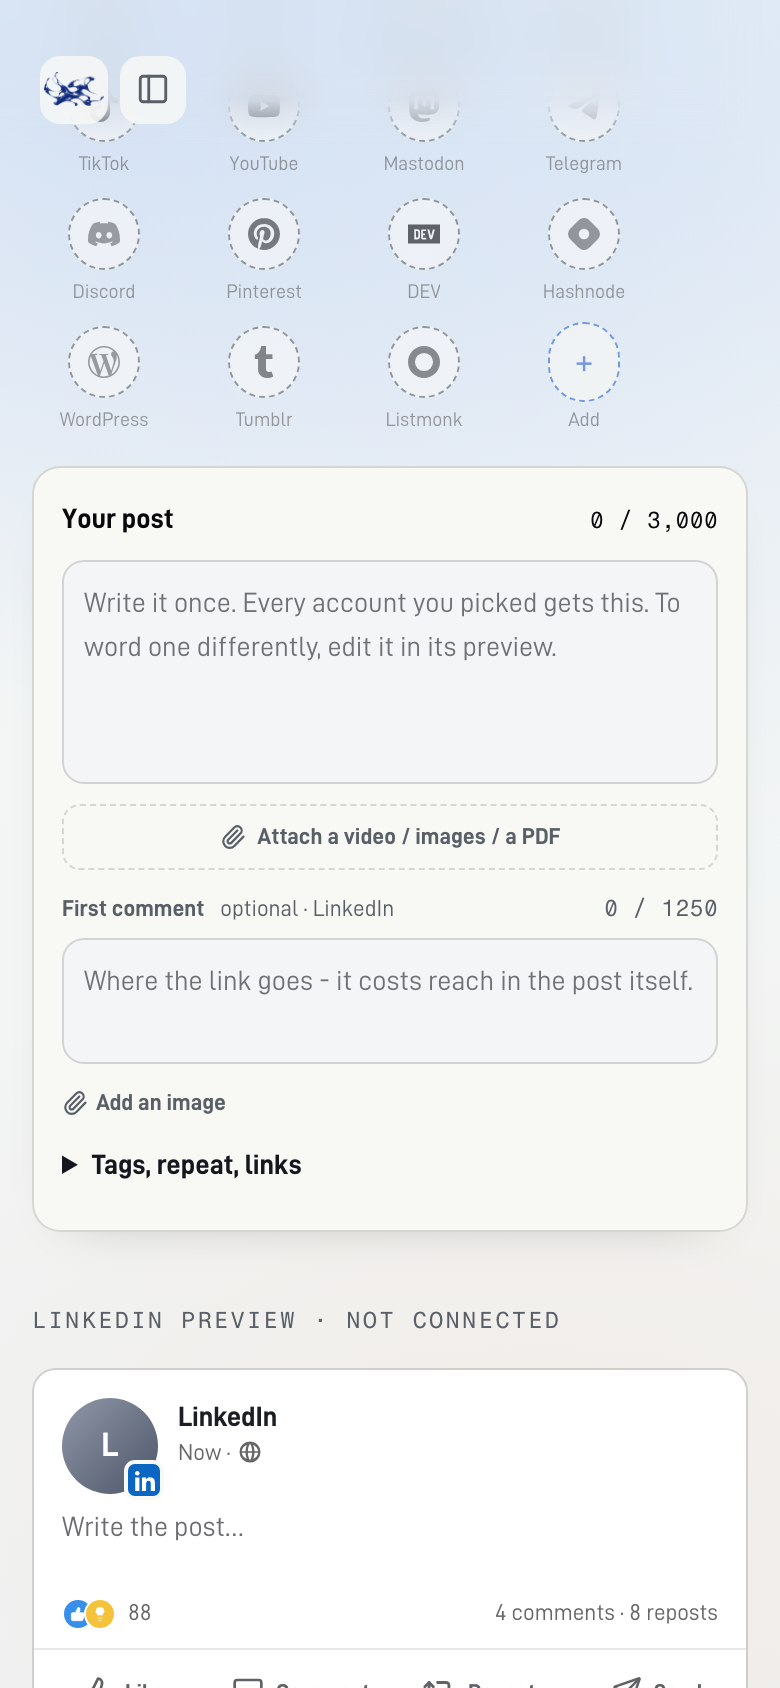 TikTok YouTube Mastodon Telegram
DEV
Discord Pinterest DEV Hashnode
WordPress Tumblr Listmonk Add
Your post 0 / 3,000
Write it once. Every account you picked gets this. To
word one differently, edit it in its preview.
Attach a video / images / a PDF
First comment optional · LinkedIn 0 / 1250
Where the link goes - it costs reach in the post itself.
Add an image
Tags, repeat, links
LINKEDIN PREVIEW · NOT CONNECTED
L
in
LinkedIn
Now ·
Write the post...
88 4 comments · 8 reposts